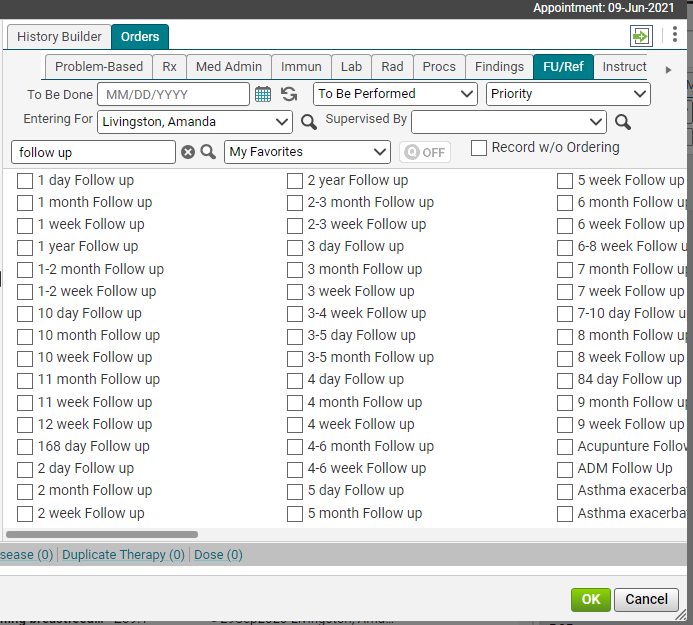 Appointment: 09-Jun-2021
History Builder Orders
Problem-Based Rx Med Admin Immun Lab Rad Procs Findings FU/Ref Instruct
To Be Done MM/DD/YYYY To Be Performed Priority
Entering For Livingston, Amanda Supervised By
follow up My Favorites Q OFF Record w/o Ordering
1 day Follow up 2 year Follow up 5 week Follow up
1 month Follow up 2-3 month Follow up 6 month Follow up
1 week Follow up 2-3 week Follow up 6 week Follow up
1 year Follow up 3 day Follow up 6-8 week Follow u
1-2 month Follow up 3 month Follow up 7 month Follow up
1-2 week Follow up 3 week Follow up 7 week Follow up
10 day Follow up 3-4 week Follow up 7-10 day Follow u
10 month Follow up 3-5 day Follow up 8 month Follow up
10 week Follow up 3-5 month Follow up 8 week Follow up
11 month Follow up 4 day Follow up 84 day Follow up
11 week Follow up 4 month Follow up 9 month Follow up
12 week Follow up 4 week Follow up 9 week Follow up
168 day Follow up 4-6 month Follow up Acupunture Follow
2 day Follow up 4-6 week Follow up ADM Follow Up
2 month Follow up 5 day Follow up Asthma exacerba
2 week Follow up 5 month Follow up Asthma exacerba
sease (0) Duplicate Therapy (0) Dose (0)
OK Cancel